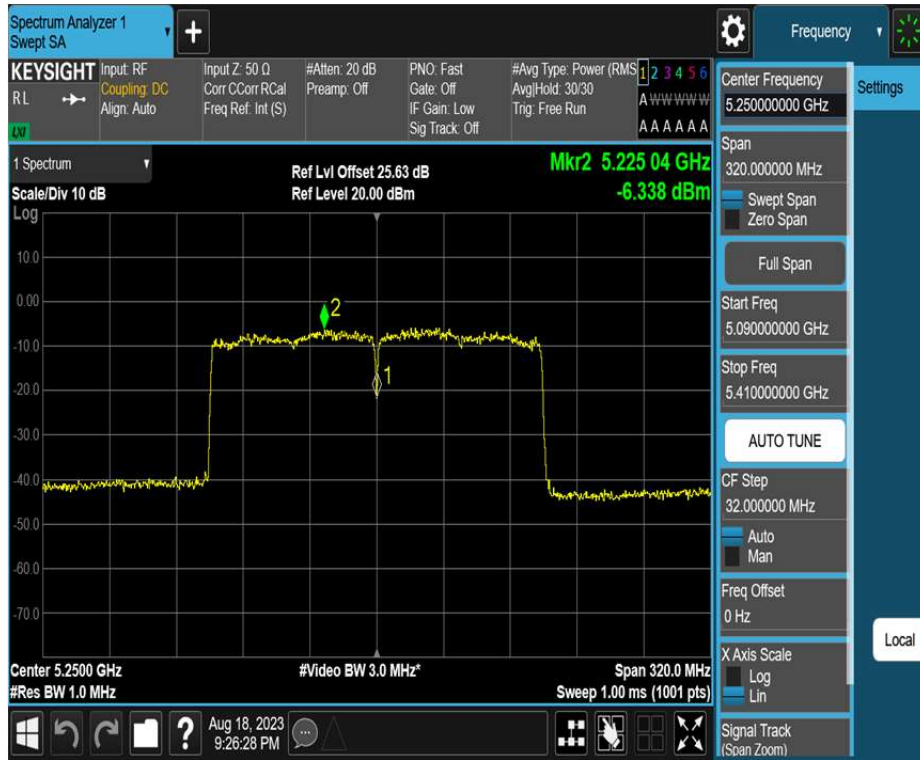 Spectrum Analyzer 1
Swept SA
+
Frequency
KEYSIGHT
RL
LXI
Input: RF
Coupling: DC
Align: Auto
Input Z: 50 Ω
Corr CCorr RCal
Freq Ref: Int (S)
#Atten: 20 dB
Preamp: Off
PNO: Fast
Gate: Off
IF Gain: Low
Sig Track: Off
#Avg Type: Power (RMS
Avg|Hold: 30/30
Trig: Free Run
1 2 3 4 5 6
A W W W W W
A A A A A A
1 Spectrum
Scale/Div 10 dB
Log
Ref Lvl Offset 25.63 dB
Ref Level 20.00 dBm
Mkr2 5.225 04 GHz
-6.338 dBm
10.0
0.00
-10.0
-20.0
-30.0
-40.0
-50.0
-60.0
-70.0
2
1
Center 5.2500 GHz
#Res BW 1.0 MHz
#Video BW 3.0 MHz*
Span 320.0 MHz
Sweep 1.00 ms (1001 pts)
Center Frequency
5.25000000 GHz
Settings
Span
320.000000 MHz
Swept Span
Zero Span
Full Span
Start Freq
5.090000000 GHz
Stop Freq
5.410000000 GHz
AUTO TUNE
CF Step
32.000000 MHz
Auto
Man
Freq Offset
0 Hz
Local
X Axis Scale
Log
Lin
Signal Track
(Span Zoom)
?
Aug 18, 2023
9:26:28 PM